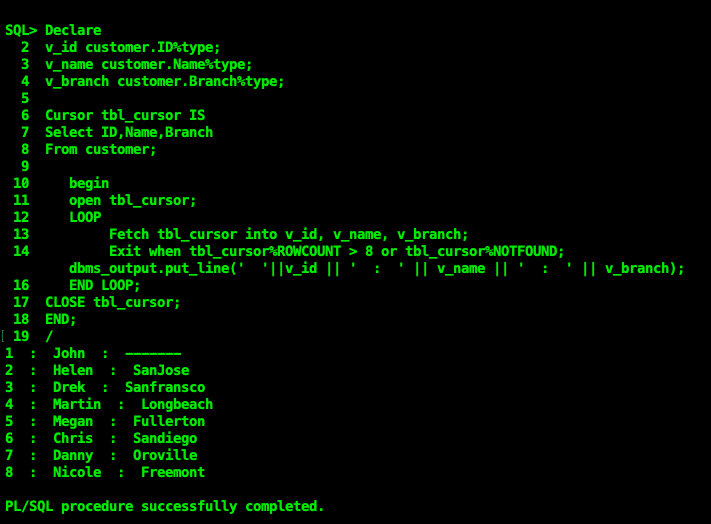 SQL> Declare
  2  v_id customer.ID%type;
  3  v_name customer.Name%type;
  4  v_branch customer.Branch%type;
  5
  6  Cursor tbl_cursor IS
  7  Select ID,Name,Branch
  8  From customer;
  9
 10     begin
 11     open tbl_cursor;
 12     LOOP
 13          Fetch tbl_cursor into v_id, v_name, v_branch;
 14          Exit when tbl_cursor%ROWCOUNT > 8 or tbl_cursor%NOTFOUND;
        dbms_output.put_line('  '||v_id || '  :  ' || v_name || '  :  ' || v_branch);
 16     END LOOP;
 17  CLOSE tbl_cursor;
 18  END;
[ 19  /
1  :  John  :  -------
2  :  Helen  :  SanJose
3  :  Drek  :  Sanfransco
4  :  Martin  :  Longbeach
5  :  Megan  :  Fullerton
6  :  Chris  :  Sandiego
7  :  Danny  :  Oroville
8  :  Nicole  :  Freemont

PL/SQL procedure successfully completed.